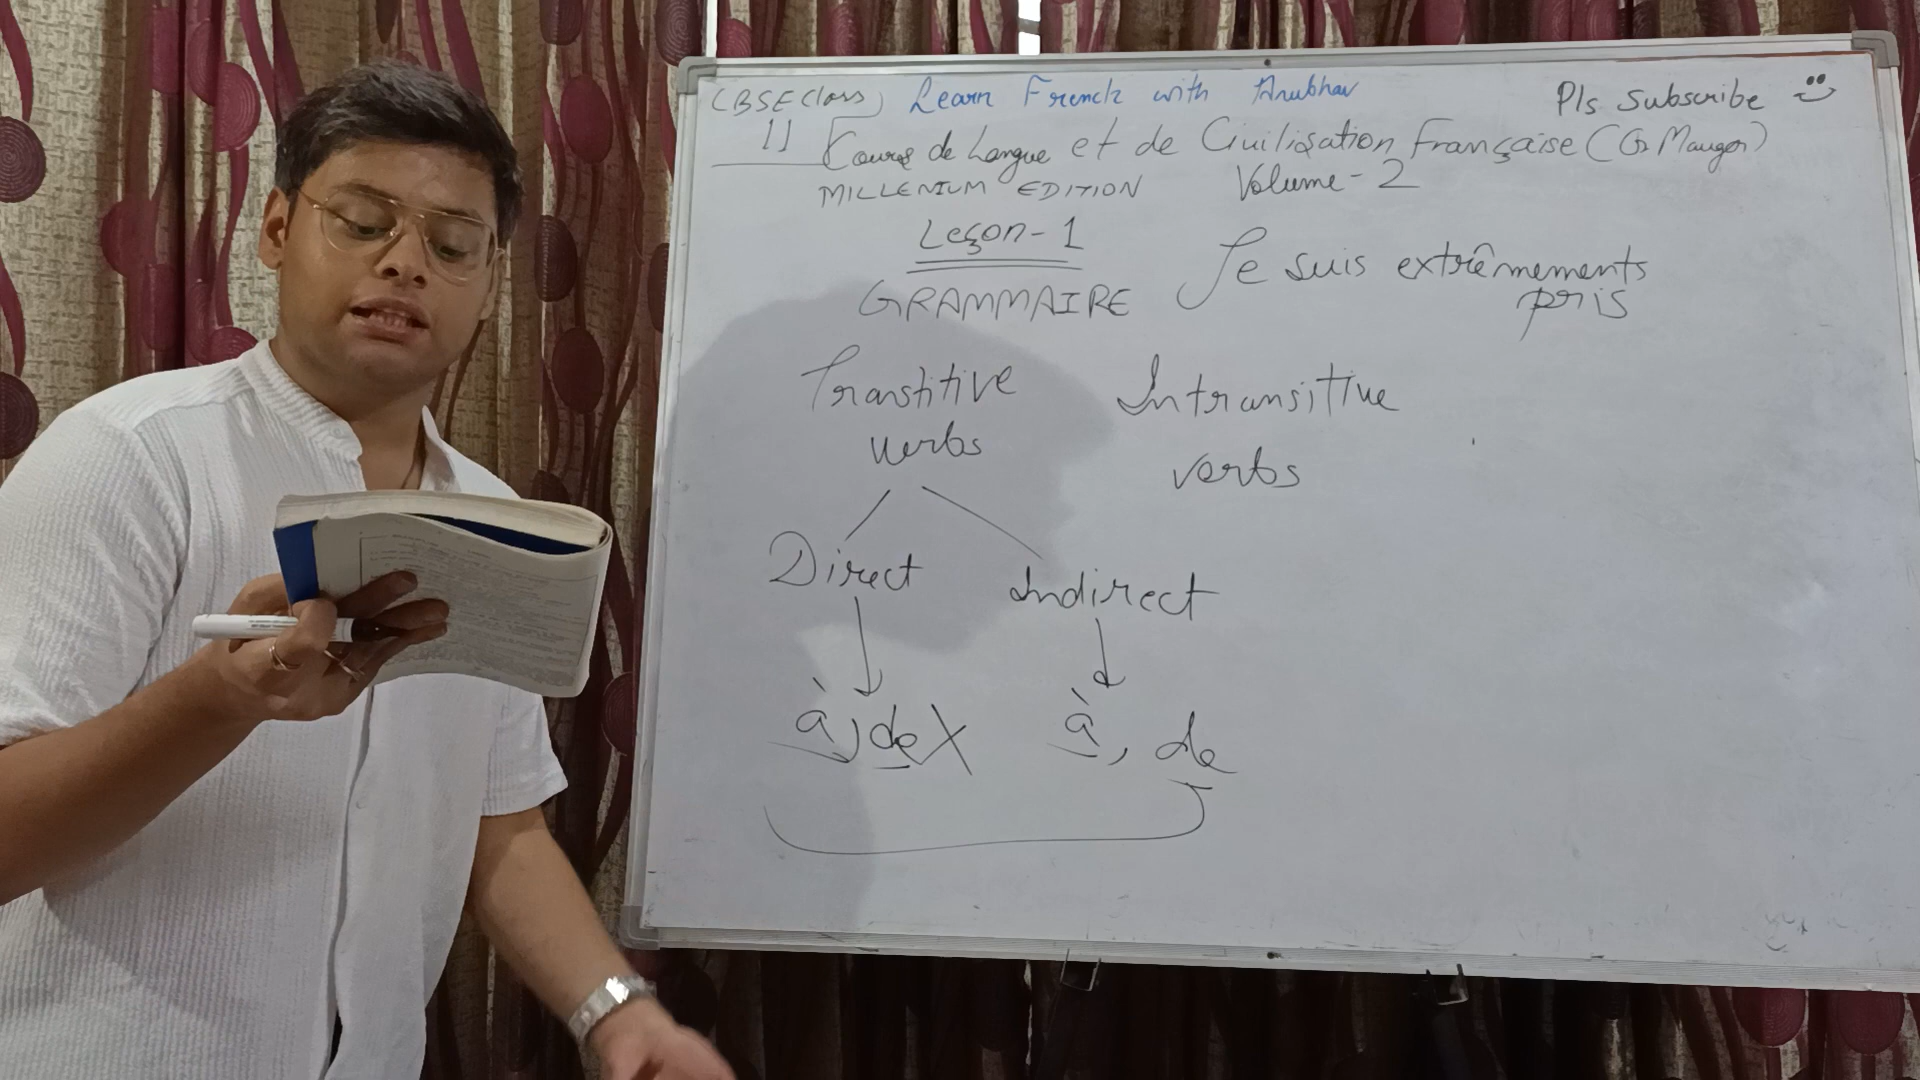 CBSE Class Learn French with Anubhav Pls Subscribe
11 Cours de Langue et de Civilisation Française (G. Mauger)
MILLENIUM EDITION Volume - 2
Leçon - 1
GRAMMAIRE Je suis extrêmements
pris
Transtitive Intransitive
verbs verbs
Direct Indirect
à, de X à, de